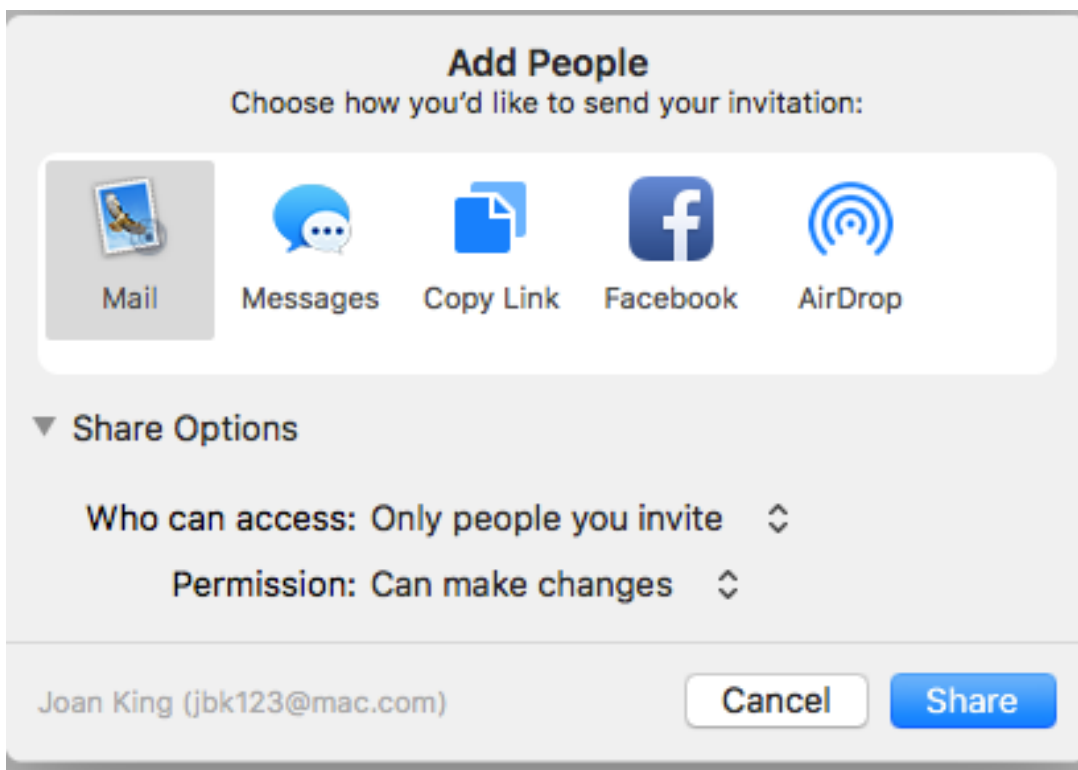 Add People
Choose how you'd like to send your invitation:
Mail Messages Copy Link Facebook AirDrop
Share Options
Who can access: Only people you invite
Permission: Can make changes
Joan King (jbk123@mac.com) Cancel Share